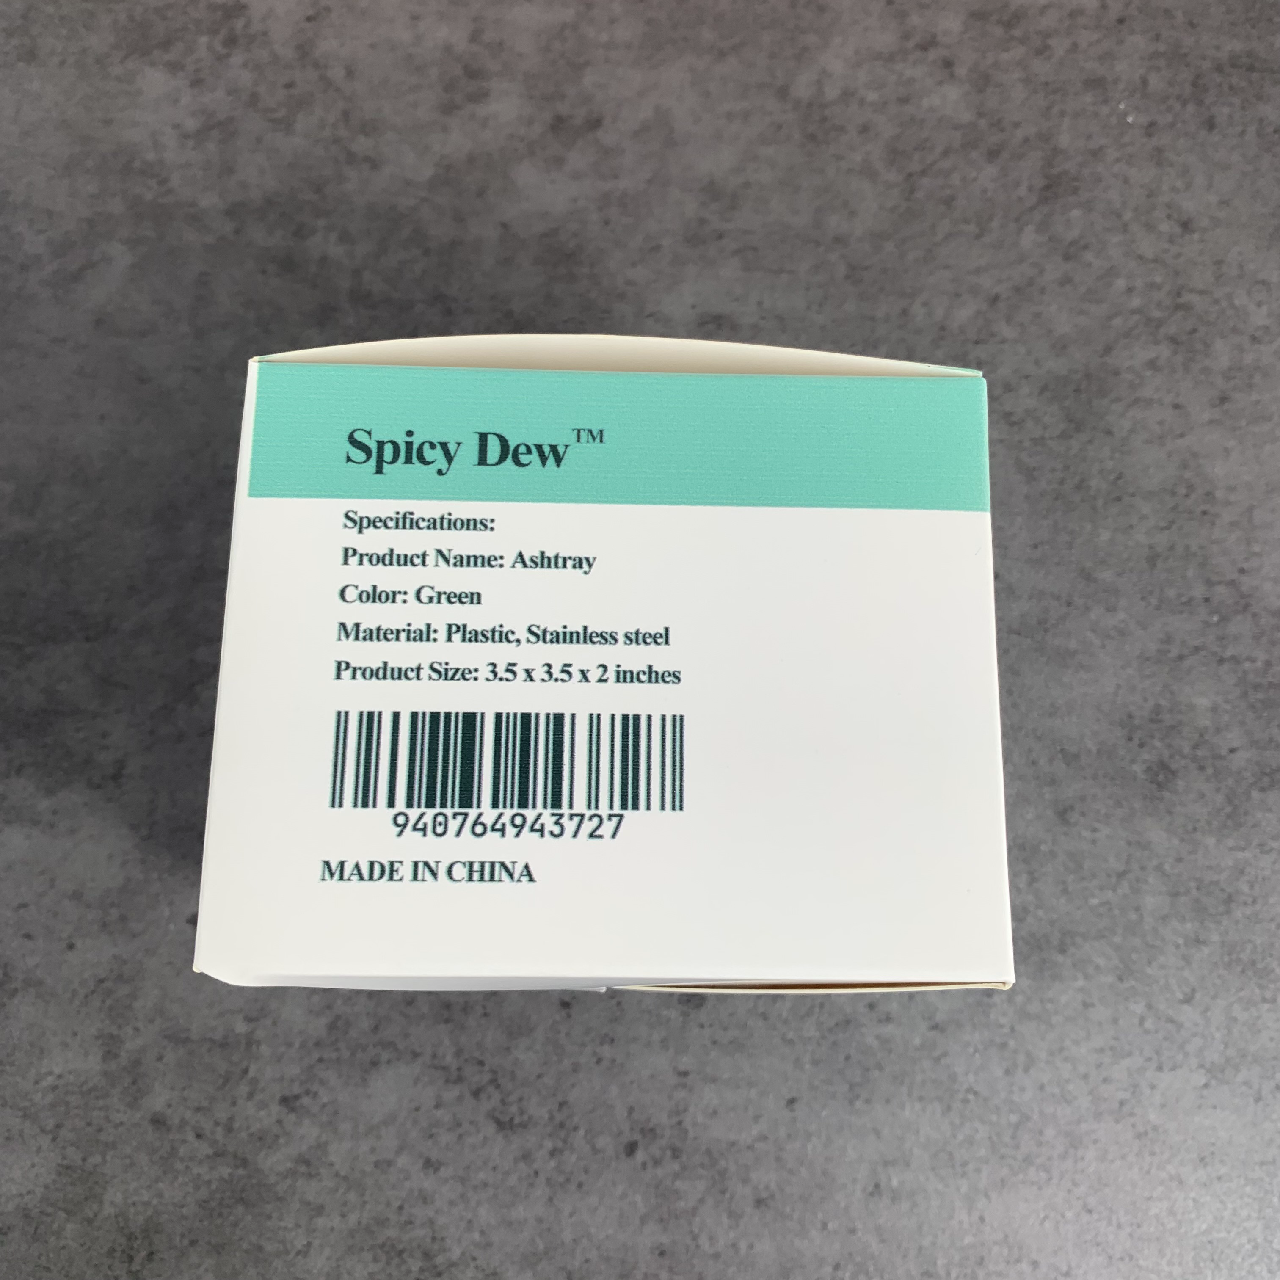 Spicy Dew™
Specifications:
Product Name: Ashtray
Color: Green
Material: Plastic, Stainless steel
Product Size: 3.5 x 3.5 x 2 inches
940764943727
MADE IN CHINA